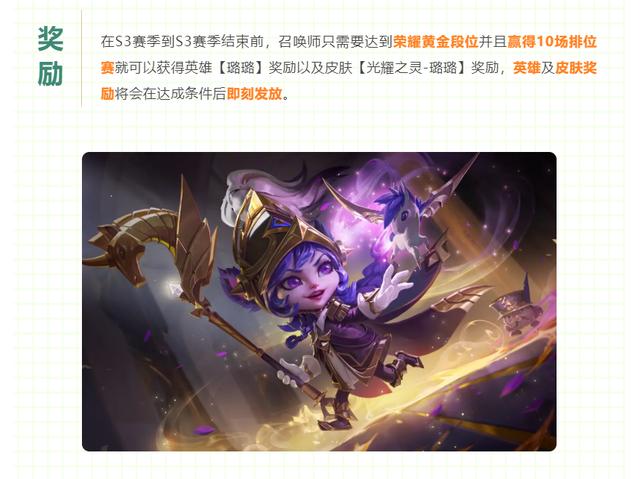 奖励
在S3赛季到S3赛季结束前，召唤师只需要达到荣耀黄金段位并且赢得10场排位
赛就可以获得英雄【璐璐】奖励以及皮肤【光耀之灵-璐璐】奖励，英雄及皮肤奖
励将会在达成条件后即刻发放。